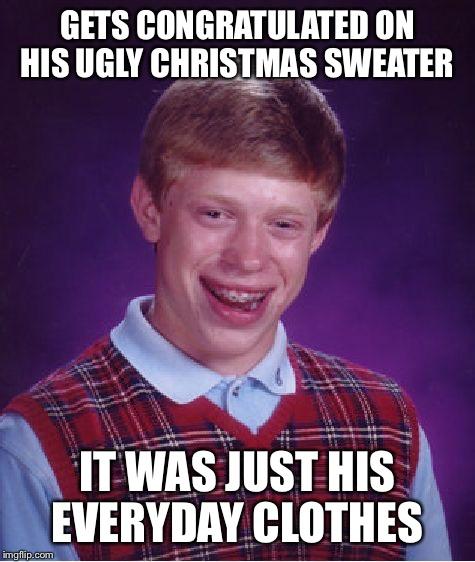 GETS CONGRATULATED ON
HIS UGLY CHRISTMAS SWEATER
IT WAS JUST HIS
EVERYDAY CLOTHES
imgflip.com